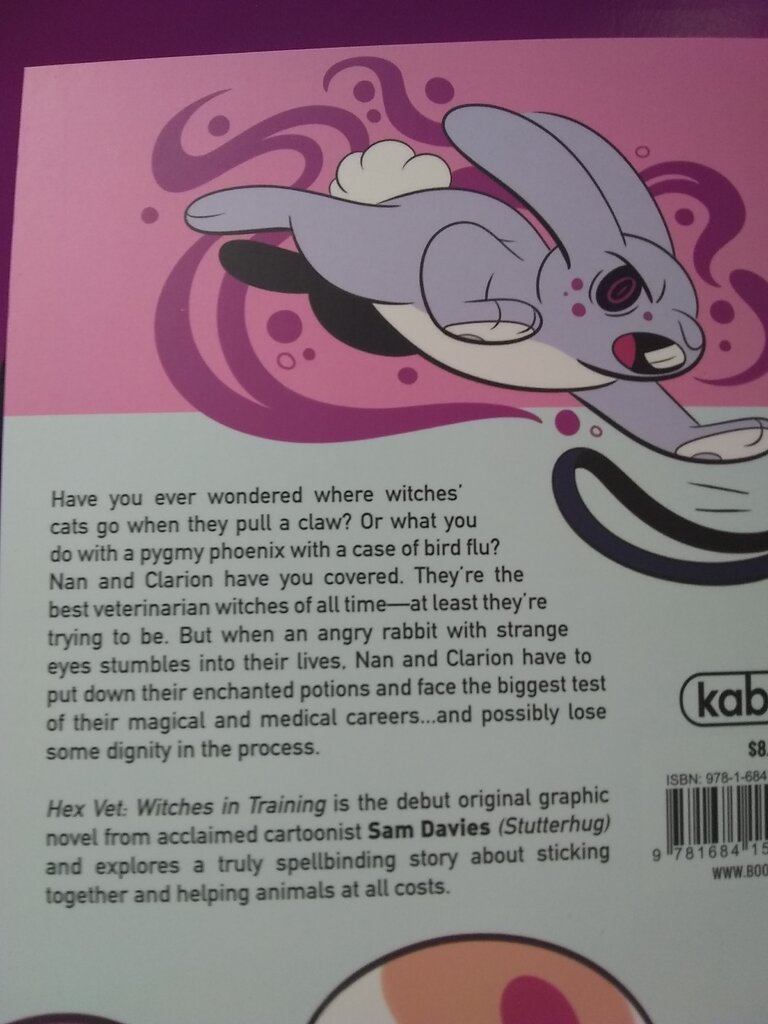 Have you ever wondered where witches'
cats go when they pull a claw? Or what you
do with a pygmy phoenix with a case of bird flu?
Nan and Clarion have you covered. They're the
best veterinarian witches of all time—at least they're
trying to be. But when an angry rabbit with strange
eyes stumbles into their lives, Nan and Clarion have to
put down their enchanted potions and face the biggest test
of their magical and medical careers...and possibly lose
some dignity in the process.
Hex Vet: Witches in Training is the debut original graphic
novel from acclaimed cartoonist Sam Davies (Stutterhug)
and explores a truly spellbinding story about sticking
together and helping animals at all costs.
kab
$8.
ISBN: 978-1-684
9 781684 15
WWW.BOO